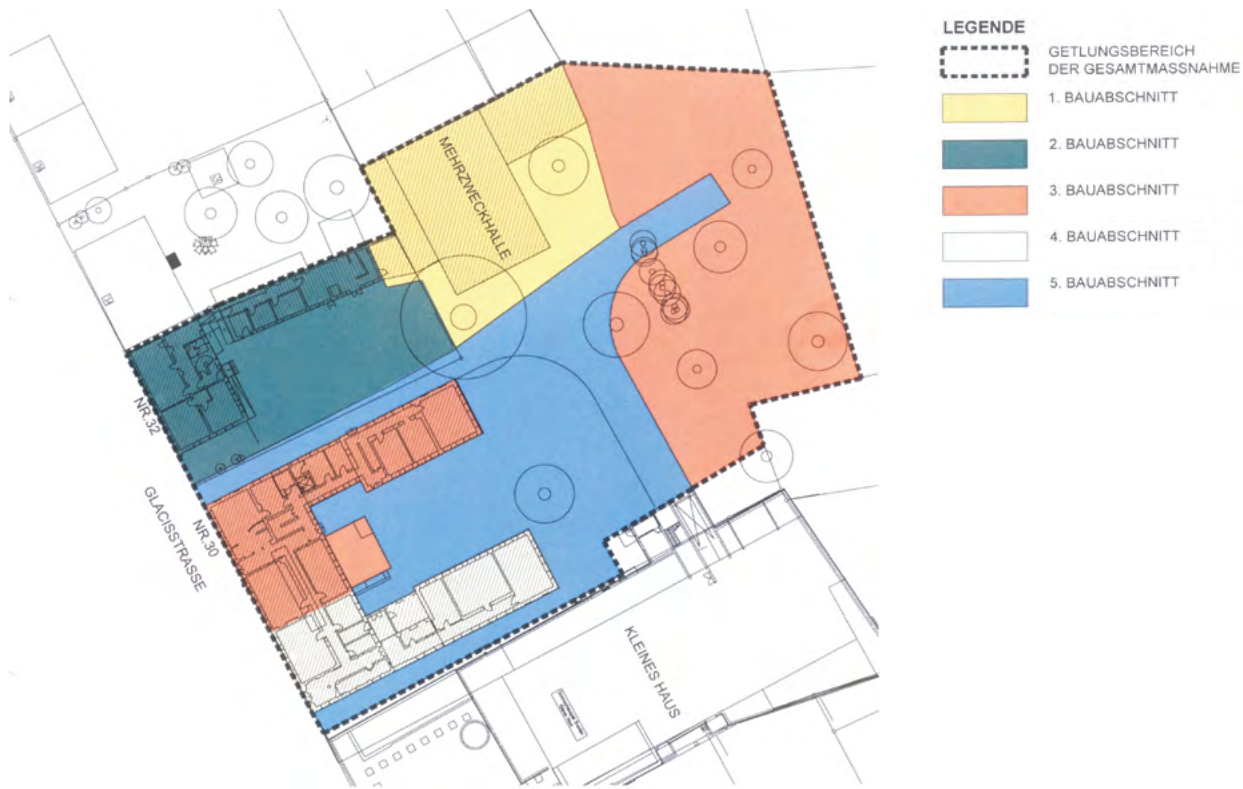 LEGENDE
GETLUNGSBEREICH
DER GESAMTMASSNAHME
1. BAUABSCHNITT
2. BAUABSCHNITT
3. BAUABSCHNITT
4. BAUABSCHNITT
5. BAUABSCHNITT
MEHRZWECKHALLE
NR.32
NR.30
GLACISSTRASSE
KLEINES HAUS